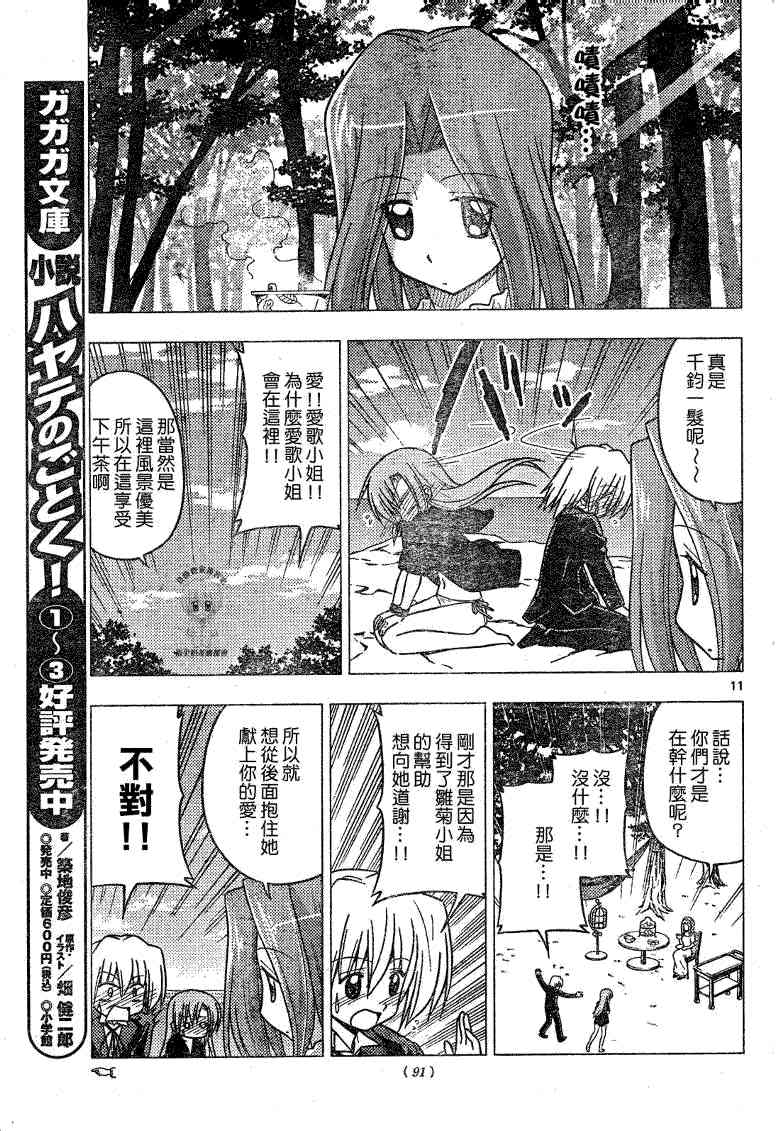 嘖嘖嘖…
真是
千鈞一髮呢～～
愛!!愛歌小姐!!
為什麼愛歌小姐
會在這裡!!
那當然是
這裡風景優美
所以在這享受
下午茶啊
11
話說…
你們才是
在幹什麼呢?
沒…!!
沒什麼…!!
那是…!!
剛才那是因為
得到了雛菊小姐
的幫助
想向她道謝…!!
所以就
想從後面抱住她
獻上你的愛…
不對!!
(91)
ガガガ文庫
小説 ハヤテのごとく!
①～③好評発売中
著／築地俊彦 原作・イラスト／畑健二郎
◎発売中 ◎定価600円(税込) ◎小学館